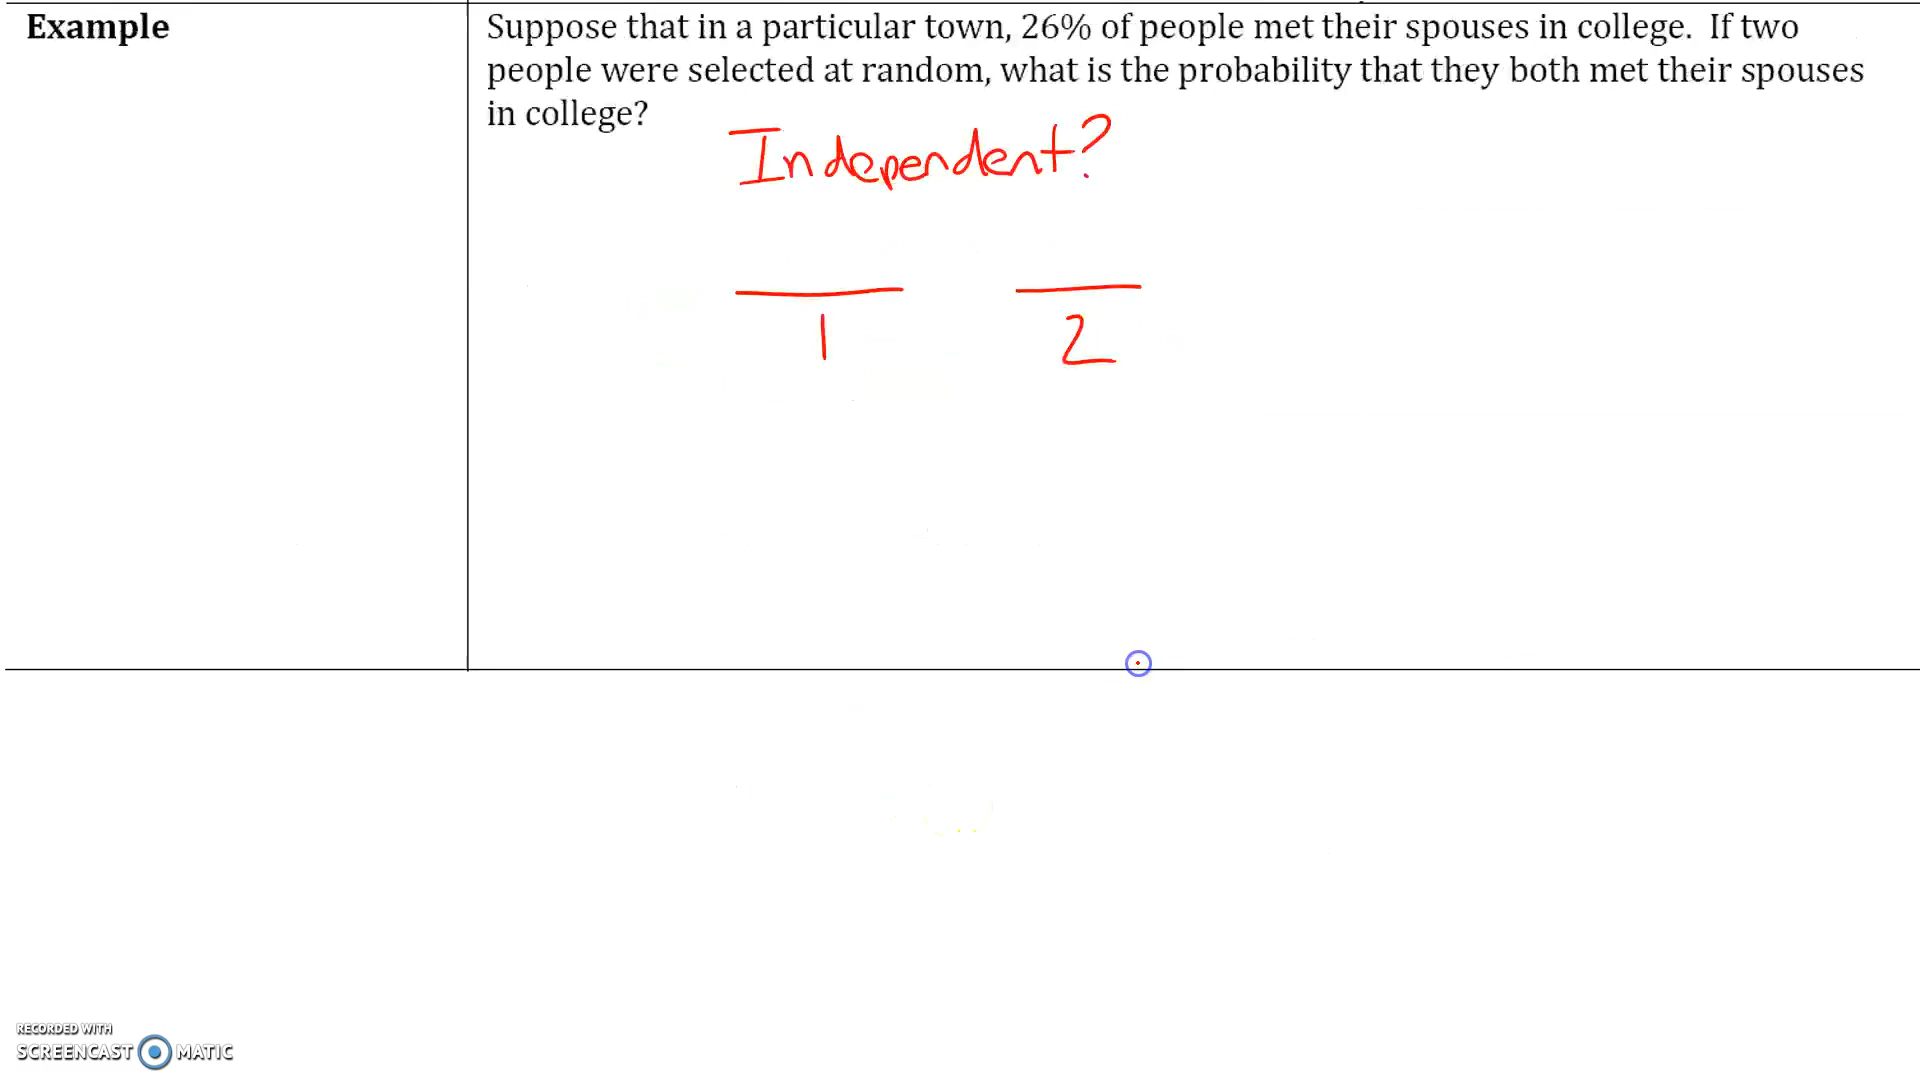 Example
Suppose that in a particular town, 26% of people met their spouses in college. If two
people were selected at random, what is the probability that they both met their spouses
in college?
Independent?
1 2
RECORDED WITH
SCREENCAST MATIC